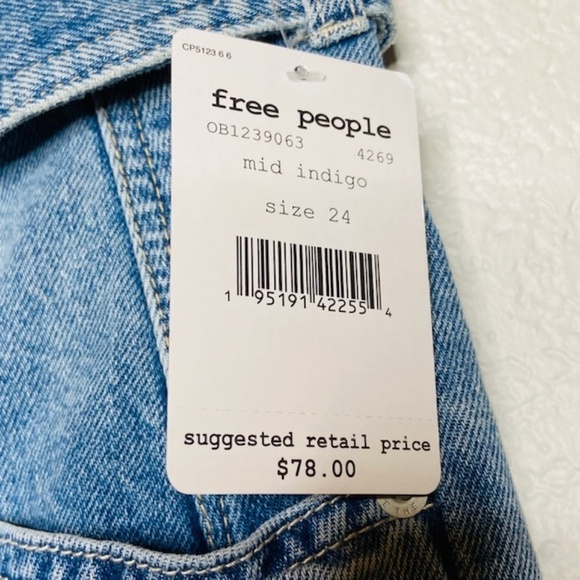 CP5123 6 6
free people
OB1239063 4269
mid indigo
size 24
1 95191 42255 4
suggested retail price
$78.00
THE